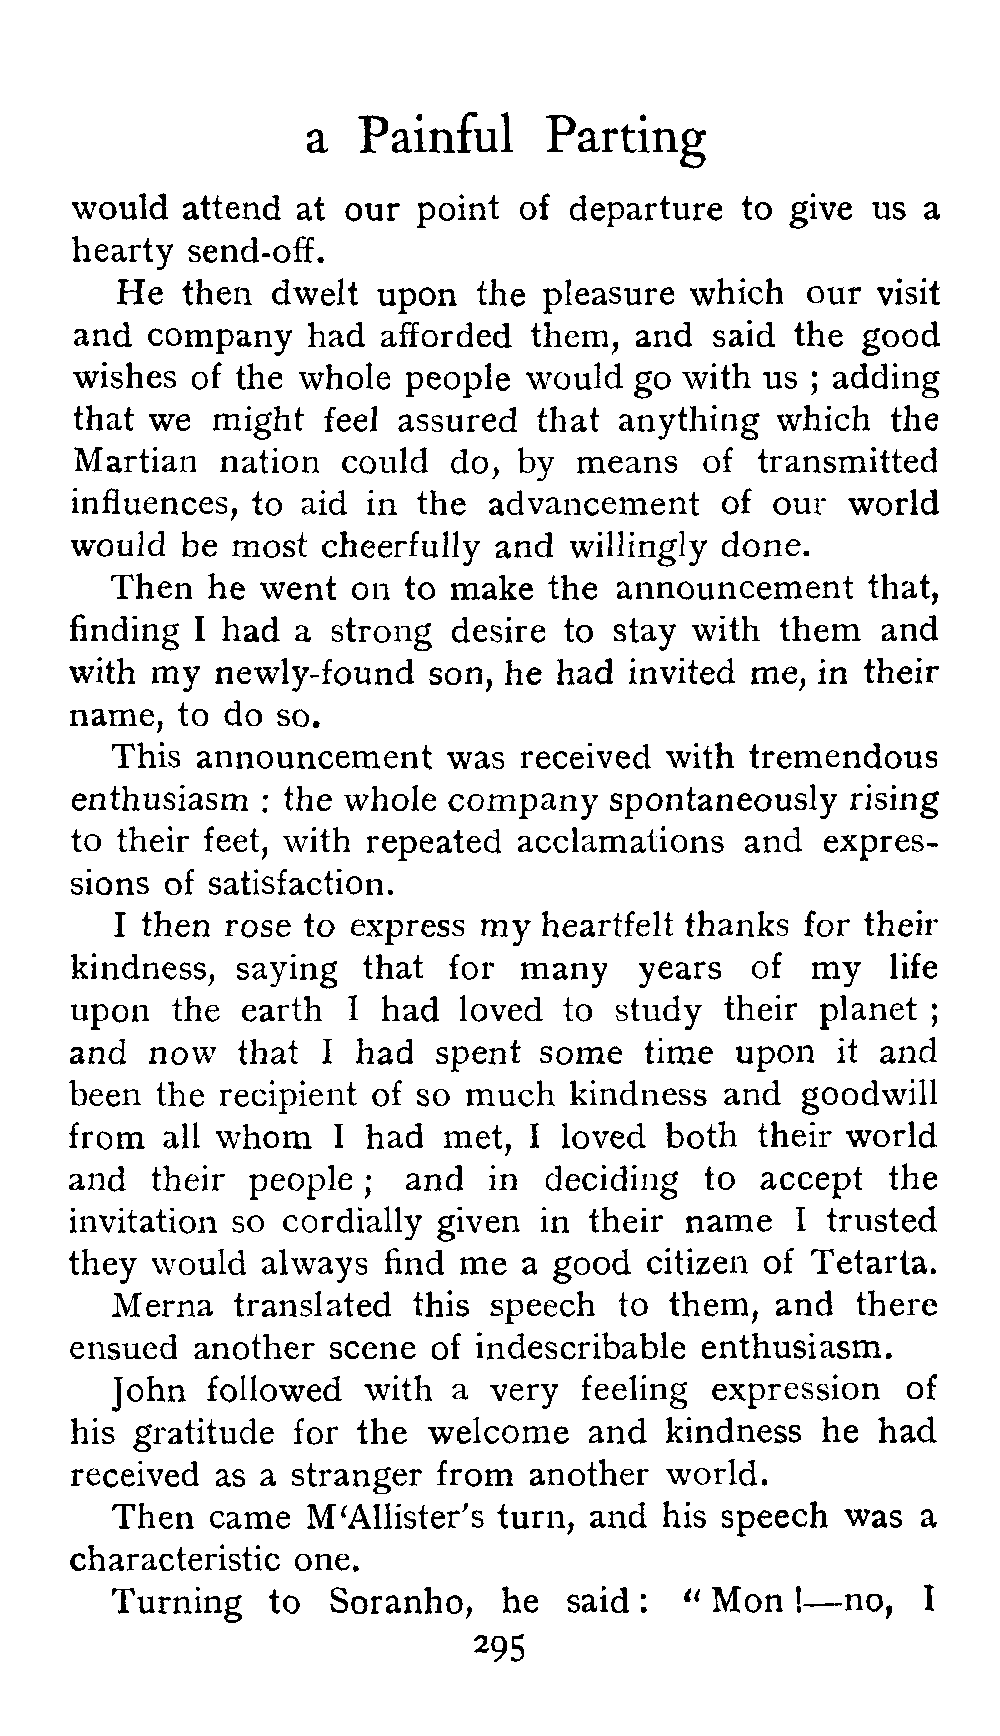 a Painful Parting
would attend at our point of departure to give us a
hearty send-off.
He then dwelt upon the pleasure which our visit
and company had afforded them, and said the good
wishes of the whole people would go with us ; adding
that we might feel assured that anything which the
Martian nation could do, by means of transmitted
influences, to aid in the advancement of our world
would be most cheerfully and willingly done.
Then he went on to make the announcement that,
finding I had a strong desire to stay with them and
with my newly-found son, he had invited me, in their
name, to do so.
This announcement was received with tremendous
enthusiasm : the whole company spontaneously rising
to their feet, with repeated acclamations and expres-
sions of satisfaction.
I then rose to express my heartfelt thanks for their
kindness, saying that for many years of my life
upon the earth I had loved to study their planet ;
and now that I had spent some time upon it and
been the recipient of so much kindness and goodwill
from all whom I had met, I loved both their world
and their people ; and in deciding to accept the
invitation so cordially given in their name I trusted
they would always find me a good citizen of Tetarta.
Merna translated this speech to them, and there
ensued another scene of indescribable enthusiasm.
John followed with a very feeling expression of
his gratitude for the welcome and kindness he had
received as a stranger from another world.
Then came M‘Allister's turn, and his speech was a
characteristic one.
Turning to Soranho, he said : “ Mon !—no, I
295